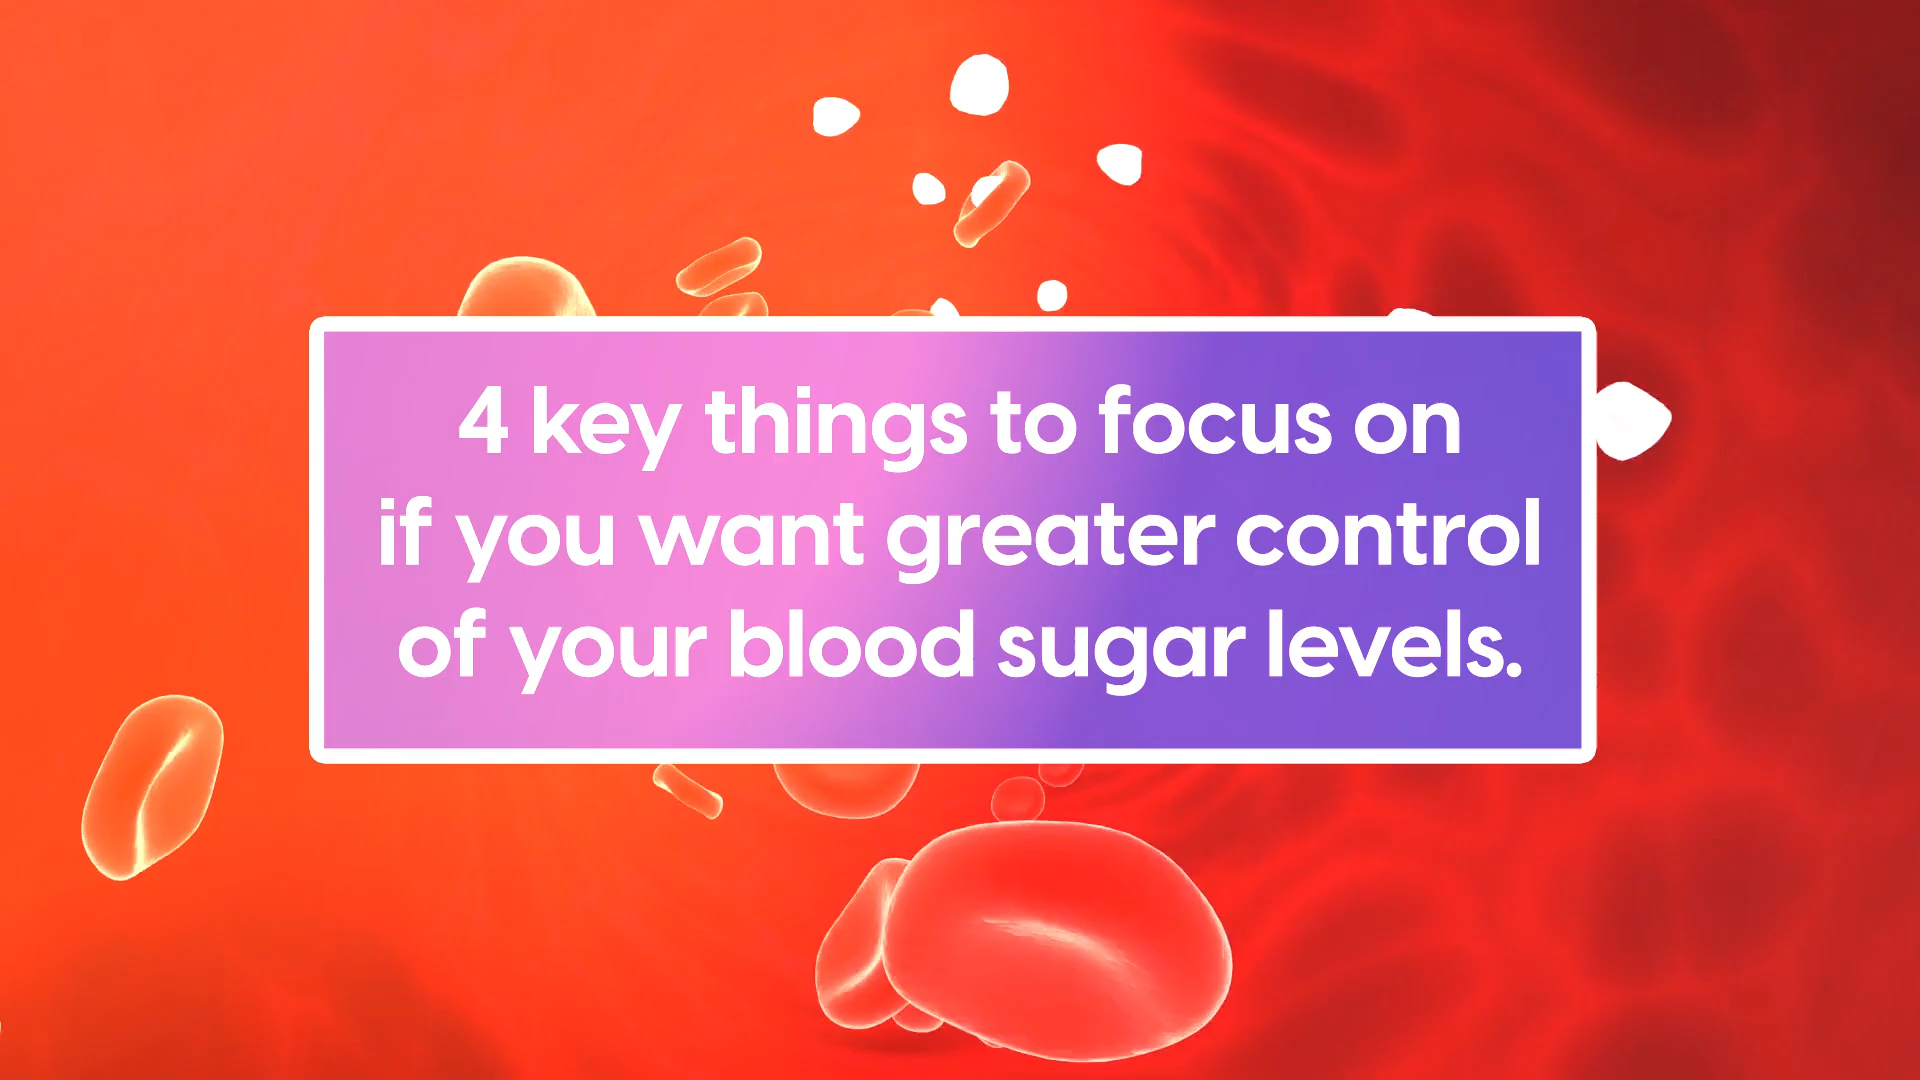 4 key things to focus on
if you want greater control
of your blood sugar levels.